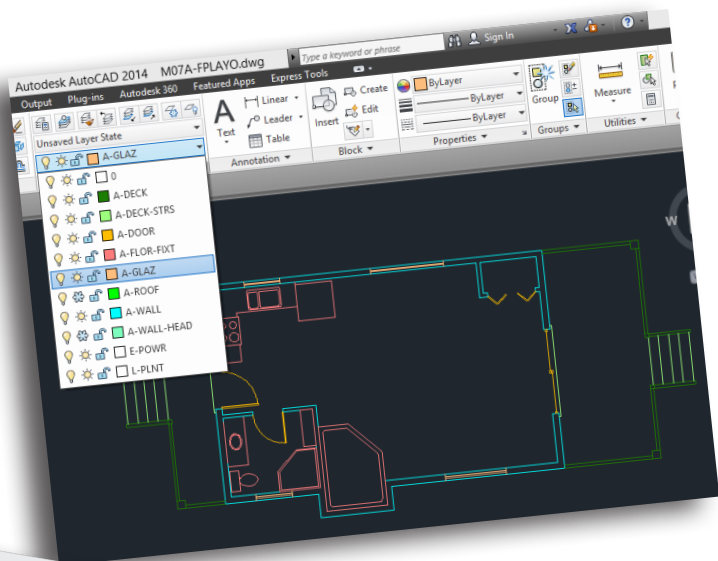 Autodesk AutoCAD 2014 M07A-FPLAYO.dwg
Type a keyword or phrase
Sign In
Output Plug-ins Autodesk 360 Featured Apps Express Tools
Unsaved Layer State
A-GLAZ
0
A-DECK
A-DECK-STRS
A-DOOR
A-FLOR-FIXT
A-GLAZ
A-ROOF
A-WALL
A-WALL-HEAD
E-POWR
L-PLNT
A
Text
Linear
Leader
Table
Annotation
Insert
Create
Edit
Block
ByLayer
ByLayer
ByLayer
Properties
Group
Groups
Measure
Utilities
W